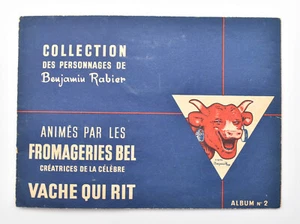 COLLECTION
DES PERSONNAGES DE
Benjamin Rabier
ANIMÉS PAR LES
FROMAGERIES BEL
CRÉATRICES DE LA CÉLÈBRE
VACHE QUI RIT
ALBUM Nº 2